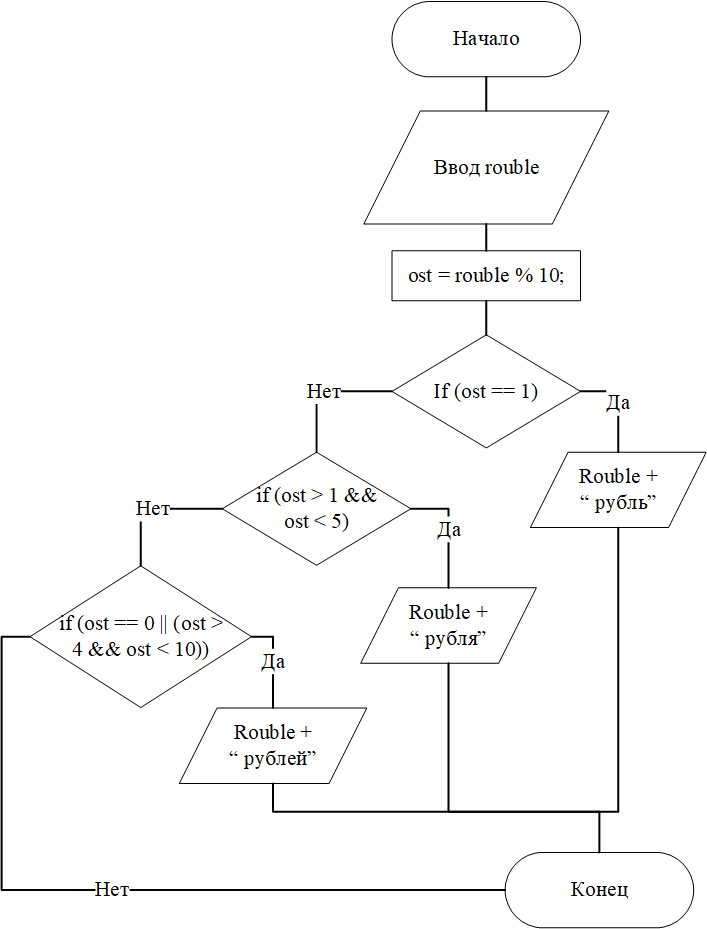 Начало
Ввод rouble
ost = rouble % 10;
If (ost == 1)
Нет
Да
Rouble +
“ рубль”
if (ost > 1 &&
ost < 5)
Нет
Да
Rouble +
“ рубля”
if (ost == 0 || (ost >
4 && ost < 10))
Да
Rouble +
“ рублей”
Нет
Конец